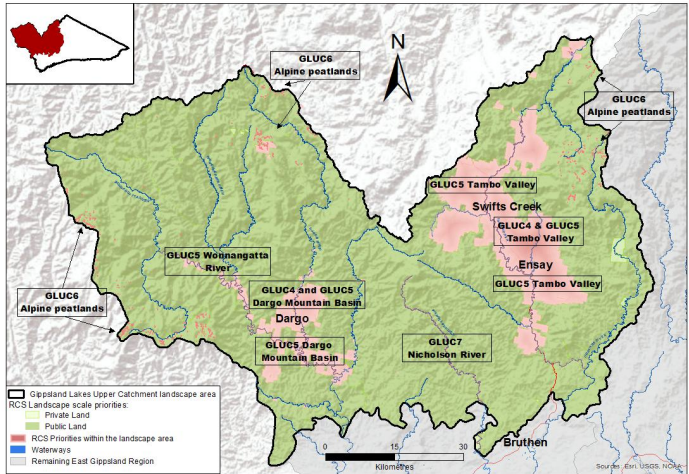 N
GLUC6
Alpine peatlands
GLUC6
Alpine peatlands
GLUC5 Tambo Valley
Swifts Creek
GLUC4 & GLUC5
Tambo Valley
GLUC5 Wonnangatta
River
Ensay
GLUC5 Tambo Valley
GLUC4 and GLUC5
Dargo Mountain Basin
GLUC6
Alpine peatlands
Dargo
GLUC5 Dargo
Mountain Basin
GLUC7
Nicholson River
Bruthen
Gippsland Lakes Upper Catchment landscape area
RCS Landscape scale priorities:
Private Land
Public Land
RCS Priorities within the landscape area
Waterways
Remaining East Gippsland Region
0 15 30
Kilometres
Sources: Esri, USGS, NOAA